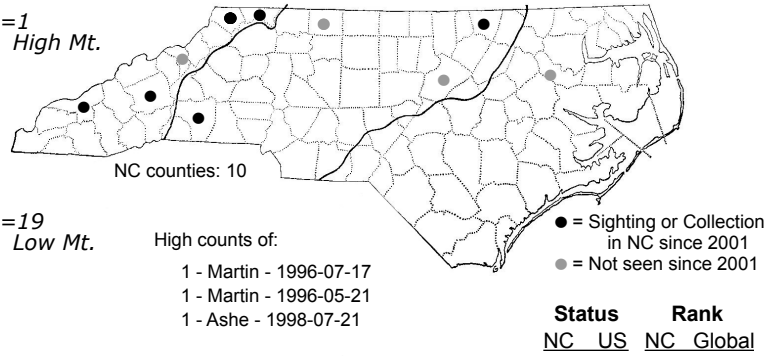 =1
High Mt.
NC counties: 10
=19
Low Mt.
High counts of:
1 - Martin - 1996-07-17
1 - Martin - 1996-05-21
1 - Ashe - 1998-07-21
= Sighting or Collection
in NC since 2001
= Not seen since 2001
Status Rank
NC US NC Global